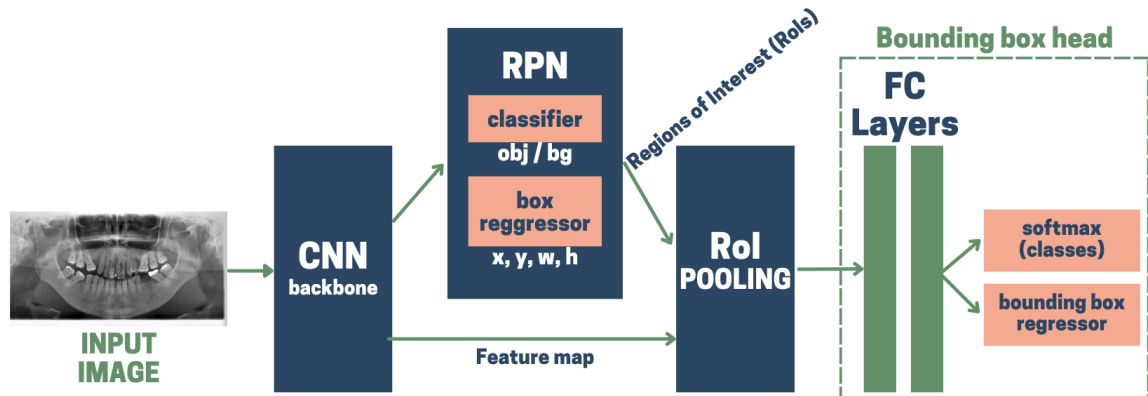 INPUT
IMAGE
CNN
backbone
RPN
classifier
obj / bg
box
reggressor
x, y, w, h
Regions of Interest (RoIs)
Feature map
RoI
POOLING
Bounding box head
FC
Layers
softmax
(classes)
bounding box
regressor